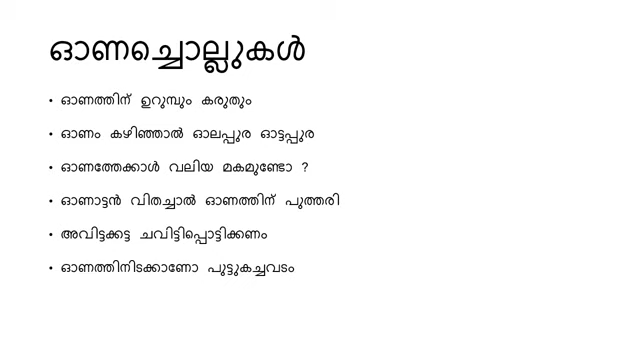 ഓണച്ചൊല്ലുകൾ
• ഓണത്തിന് ഉറുമ്പും കരുതും
• ഓണം കഴിഞ്ഞാൽ ഓലപ്പുര ഓട്ടപ്പുര
• ഓണത്തേക്കാൾ വലിയ മകമുണ്ടോ ?
• ഓണാട്ടൻ വിതച്ചാൽ ഓണത്തിന് പുത്തരി
• അവിട്ടക്കട്ട ചവിട്ടിപ്പൊട്ടിക്കണം
• ഓണത്തിനിടക്കാണോ പുട്ടുകച്ചവടം